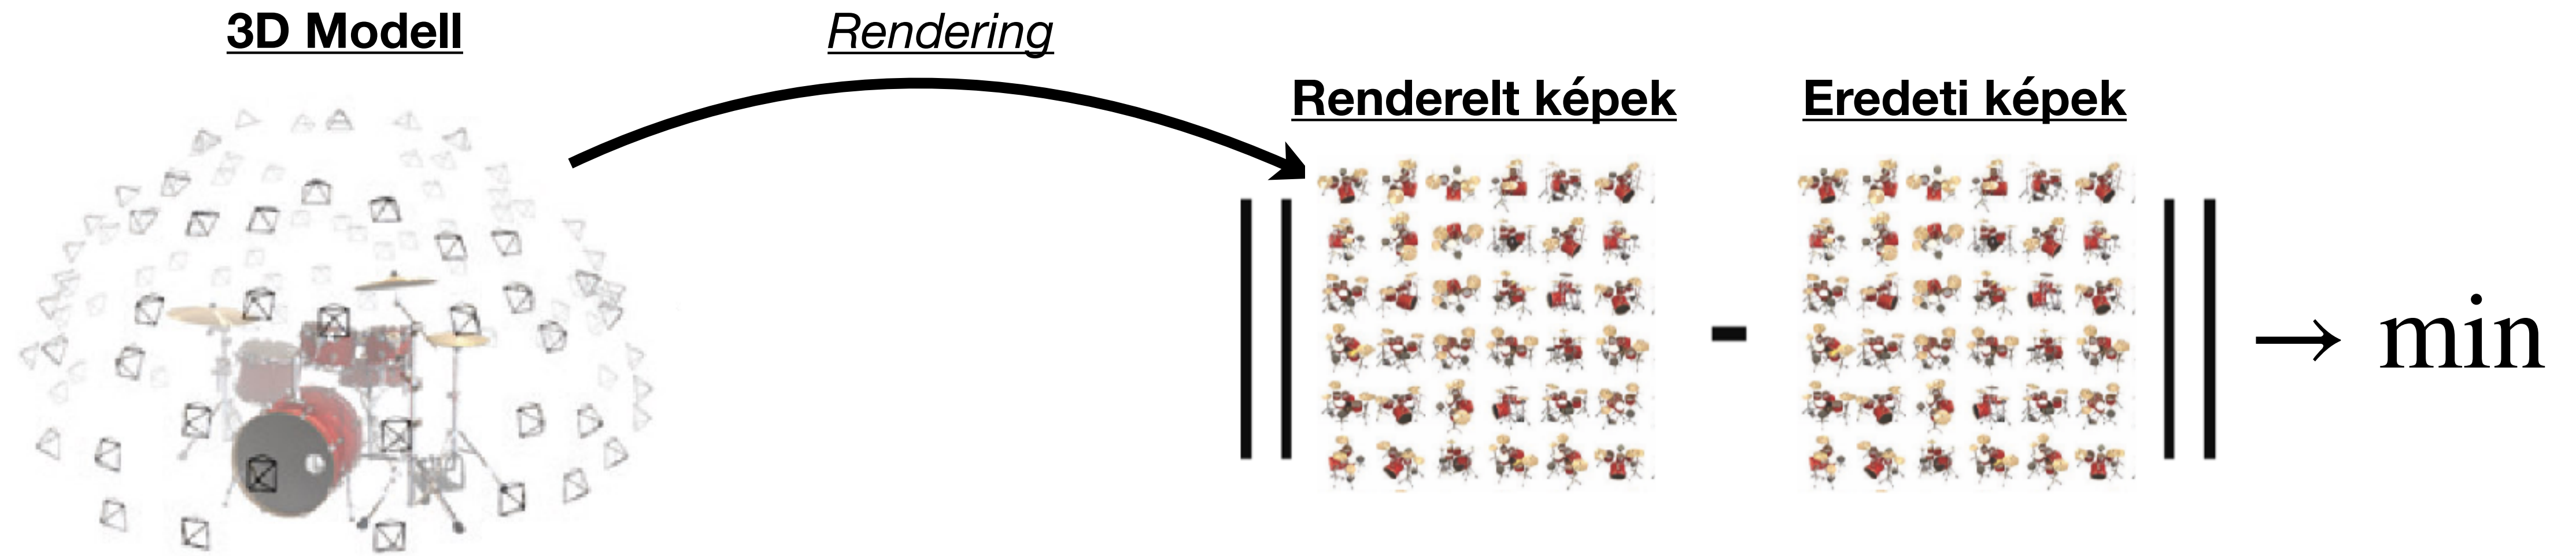 3D Modell
Rendering
Renderelt képek
Eredeti képek
|| - || → min